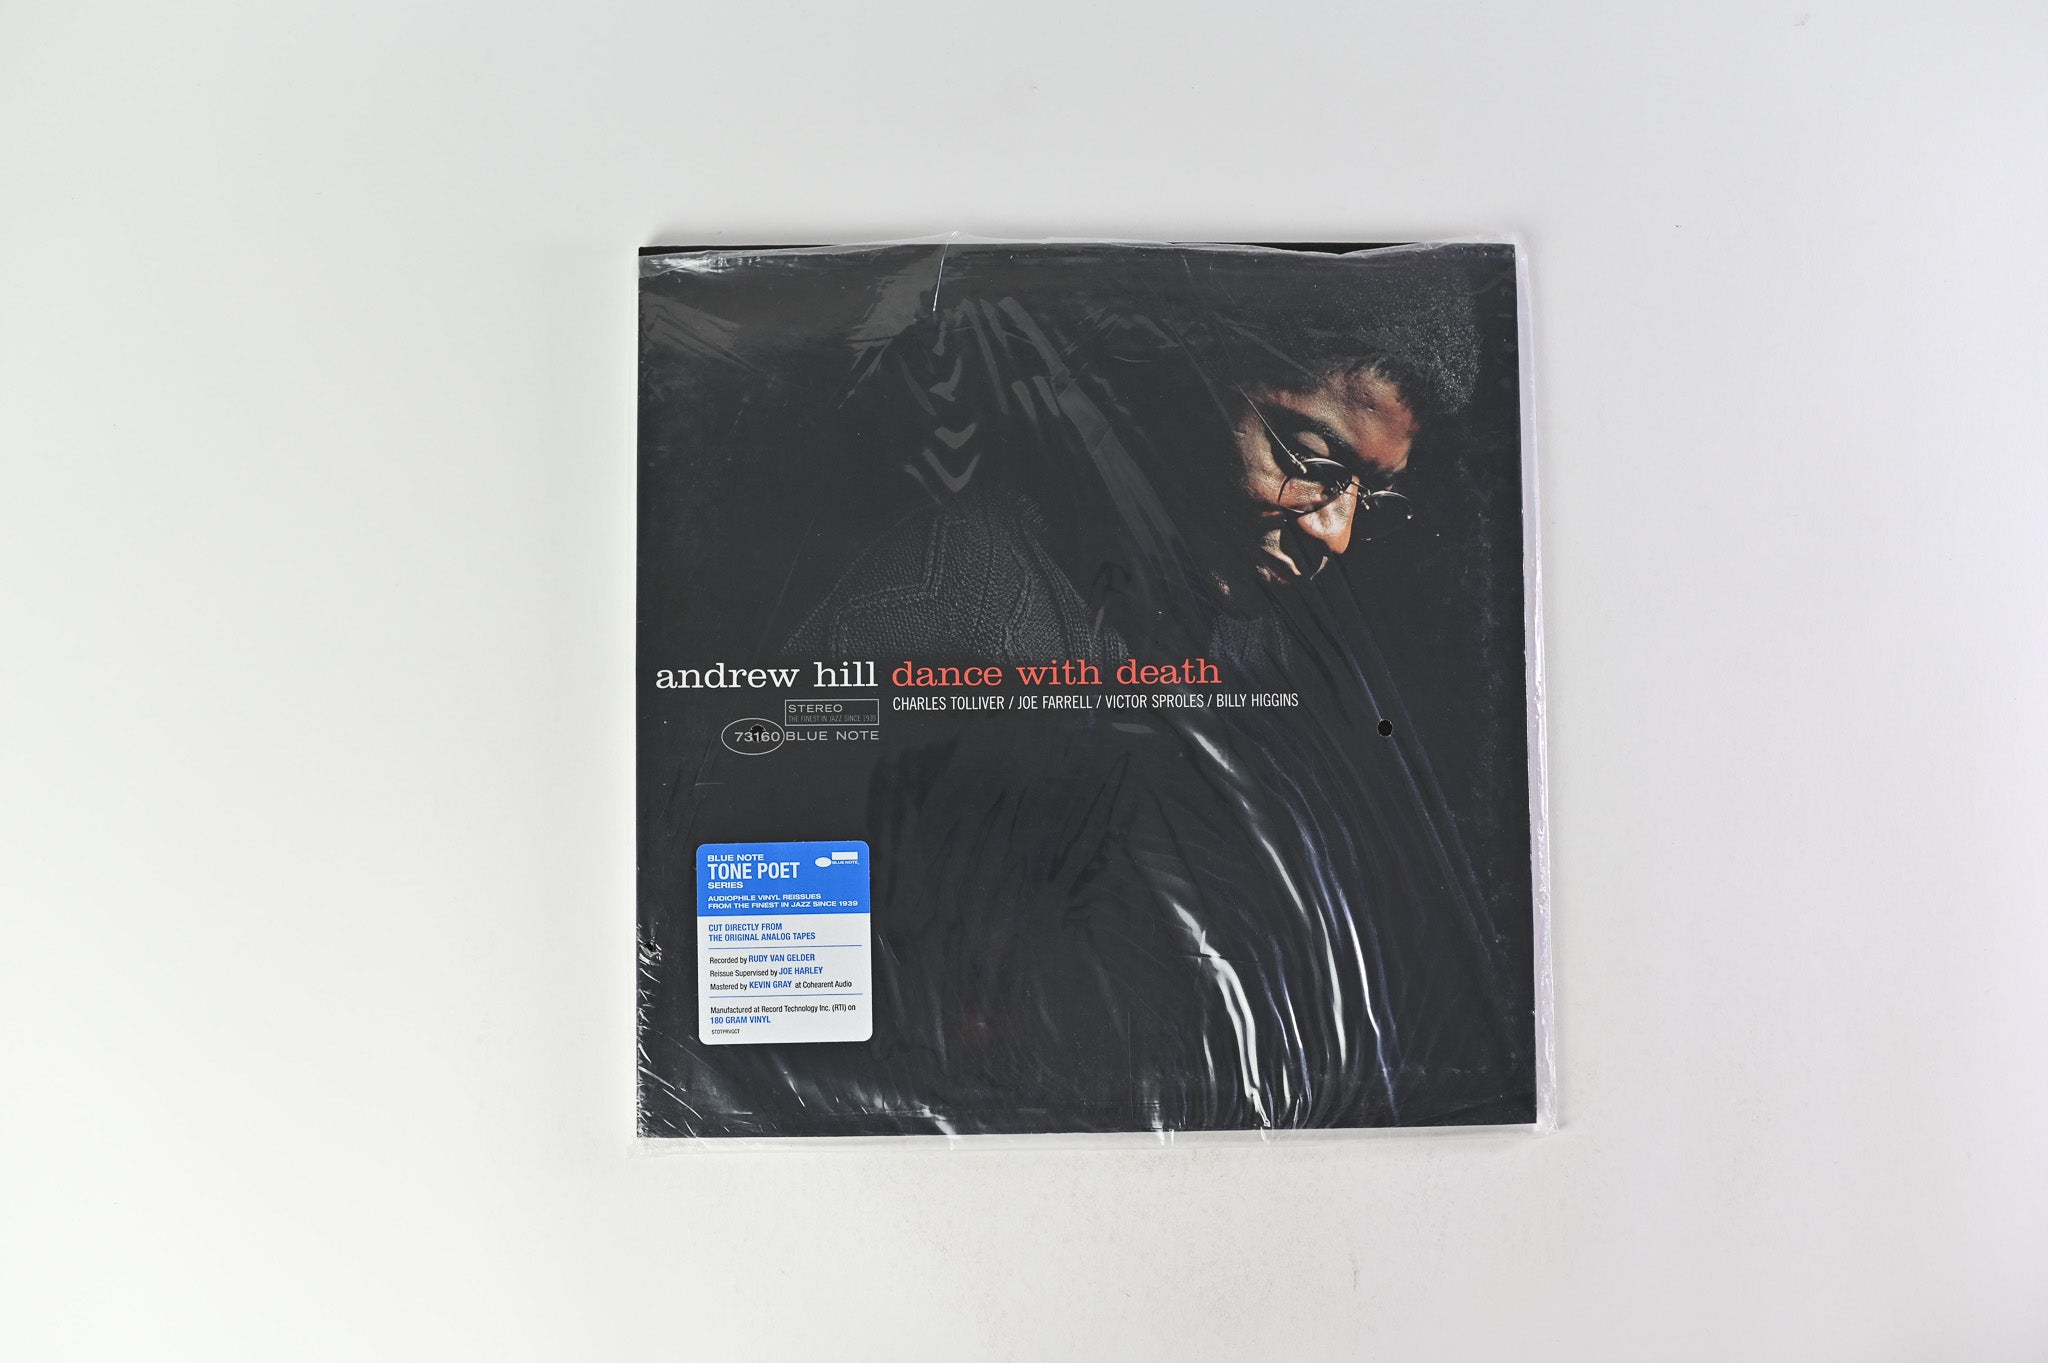 andrew hill dance with death
CHARLES TOLLIVER / JOE FARRELL / VICTOR SPROLES / BILLY HIGGINS
STEREO
THE FINEST IN JAZZ SINCE 1939
73160 BLUE NOTE
BLUE NOTE
TONE POET
SERIES
BLUE NOTE
AUDIOPHILE VINYL REISSUES
FROM THE FINEST IN JAZZ SINCE 1939
CUT DIRECTLY FROM
THE ORIGINAL ANALOG TAPES
Recorded by RUDY VAN GELDER
Reissue Supervised by JOE HARLEY
Mastered by KEVIN GRAY at Cohearent Audio
Manufactured at Record Technology Inc. (RTI) on
180 GRAM VINYL